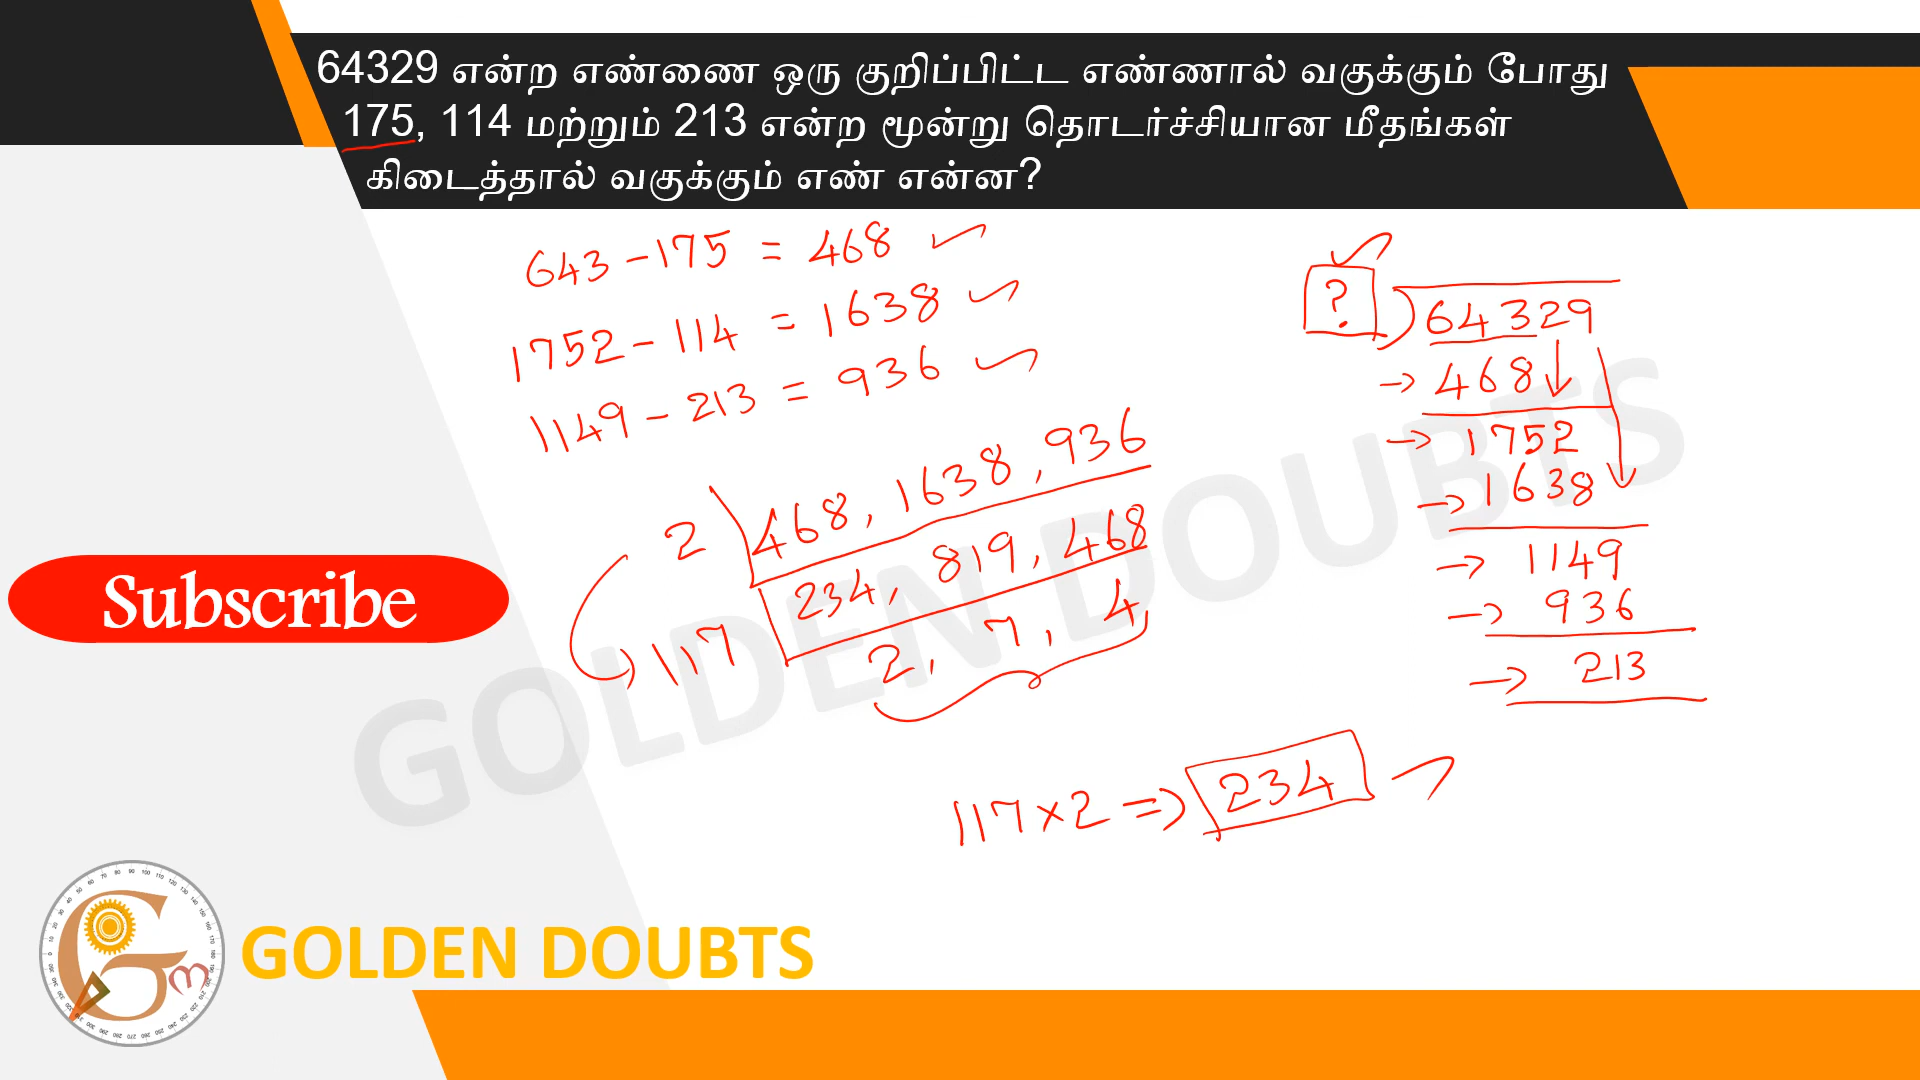 64329 என்ற எண்ணை ஒரு குறிப்பிட்ட எண்ணால் வகுக்கும் போது
175, 114 மற்றும் 213 என்ற மூன்று தொடர்ச்சியான மீதங்கள்
கிடைத்தால் வகுக்கும் எண் என்ன?
643 - 175 = 468 ✓
1752 - 114 = 1638 ✓
1149 - 213 = 936 ✓
2 468, 1638, 936
117 234, 819, 468
2, 7, 4
117 × 2 ⇒ 234 ✓
? ✓
64329
→ 468 ↓
→ 1752
→ 1638
→ 1149
→ 936
→ 213
Subscribe
GOLDEN DOUBTS
GOLDEN DOUBTS